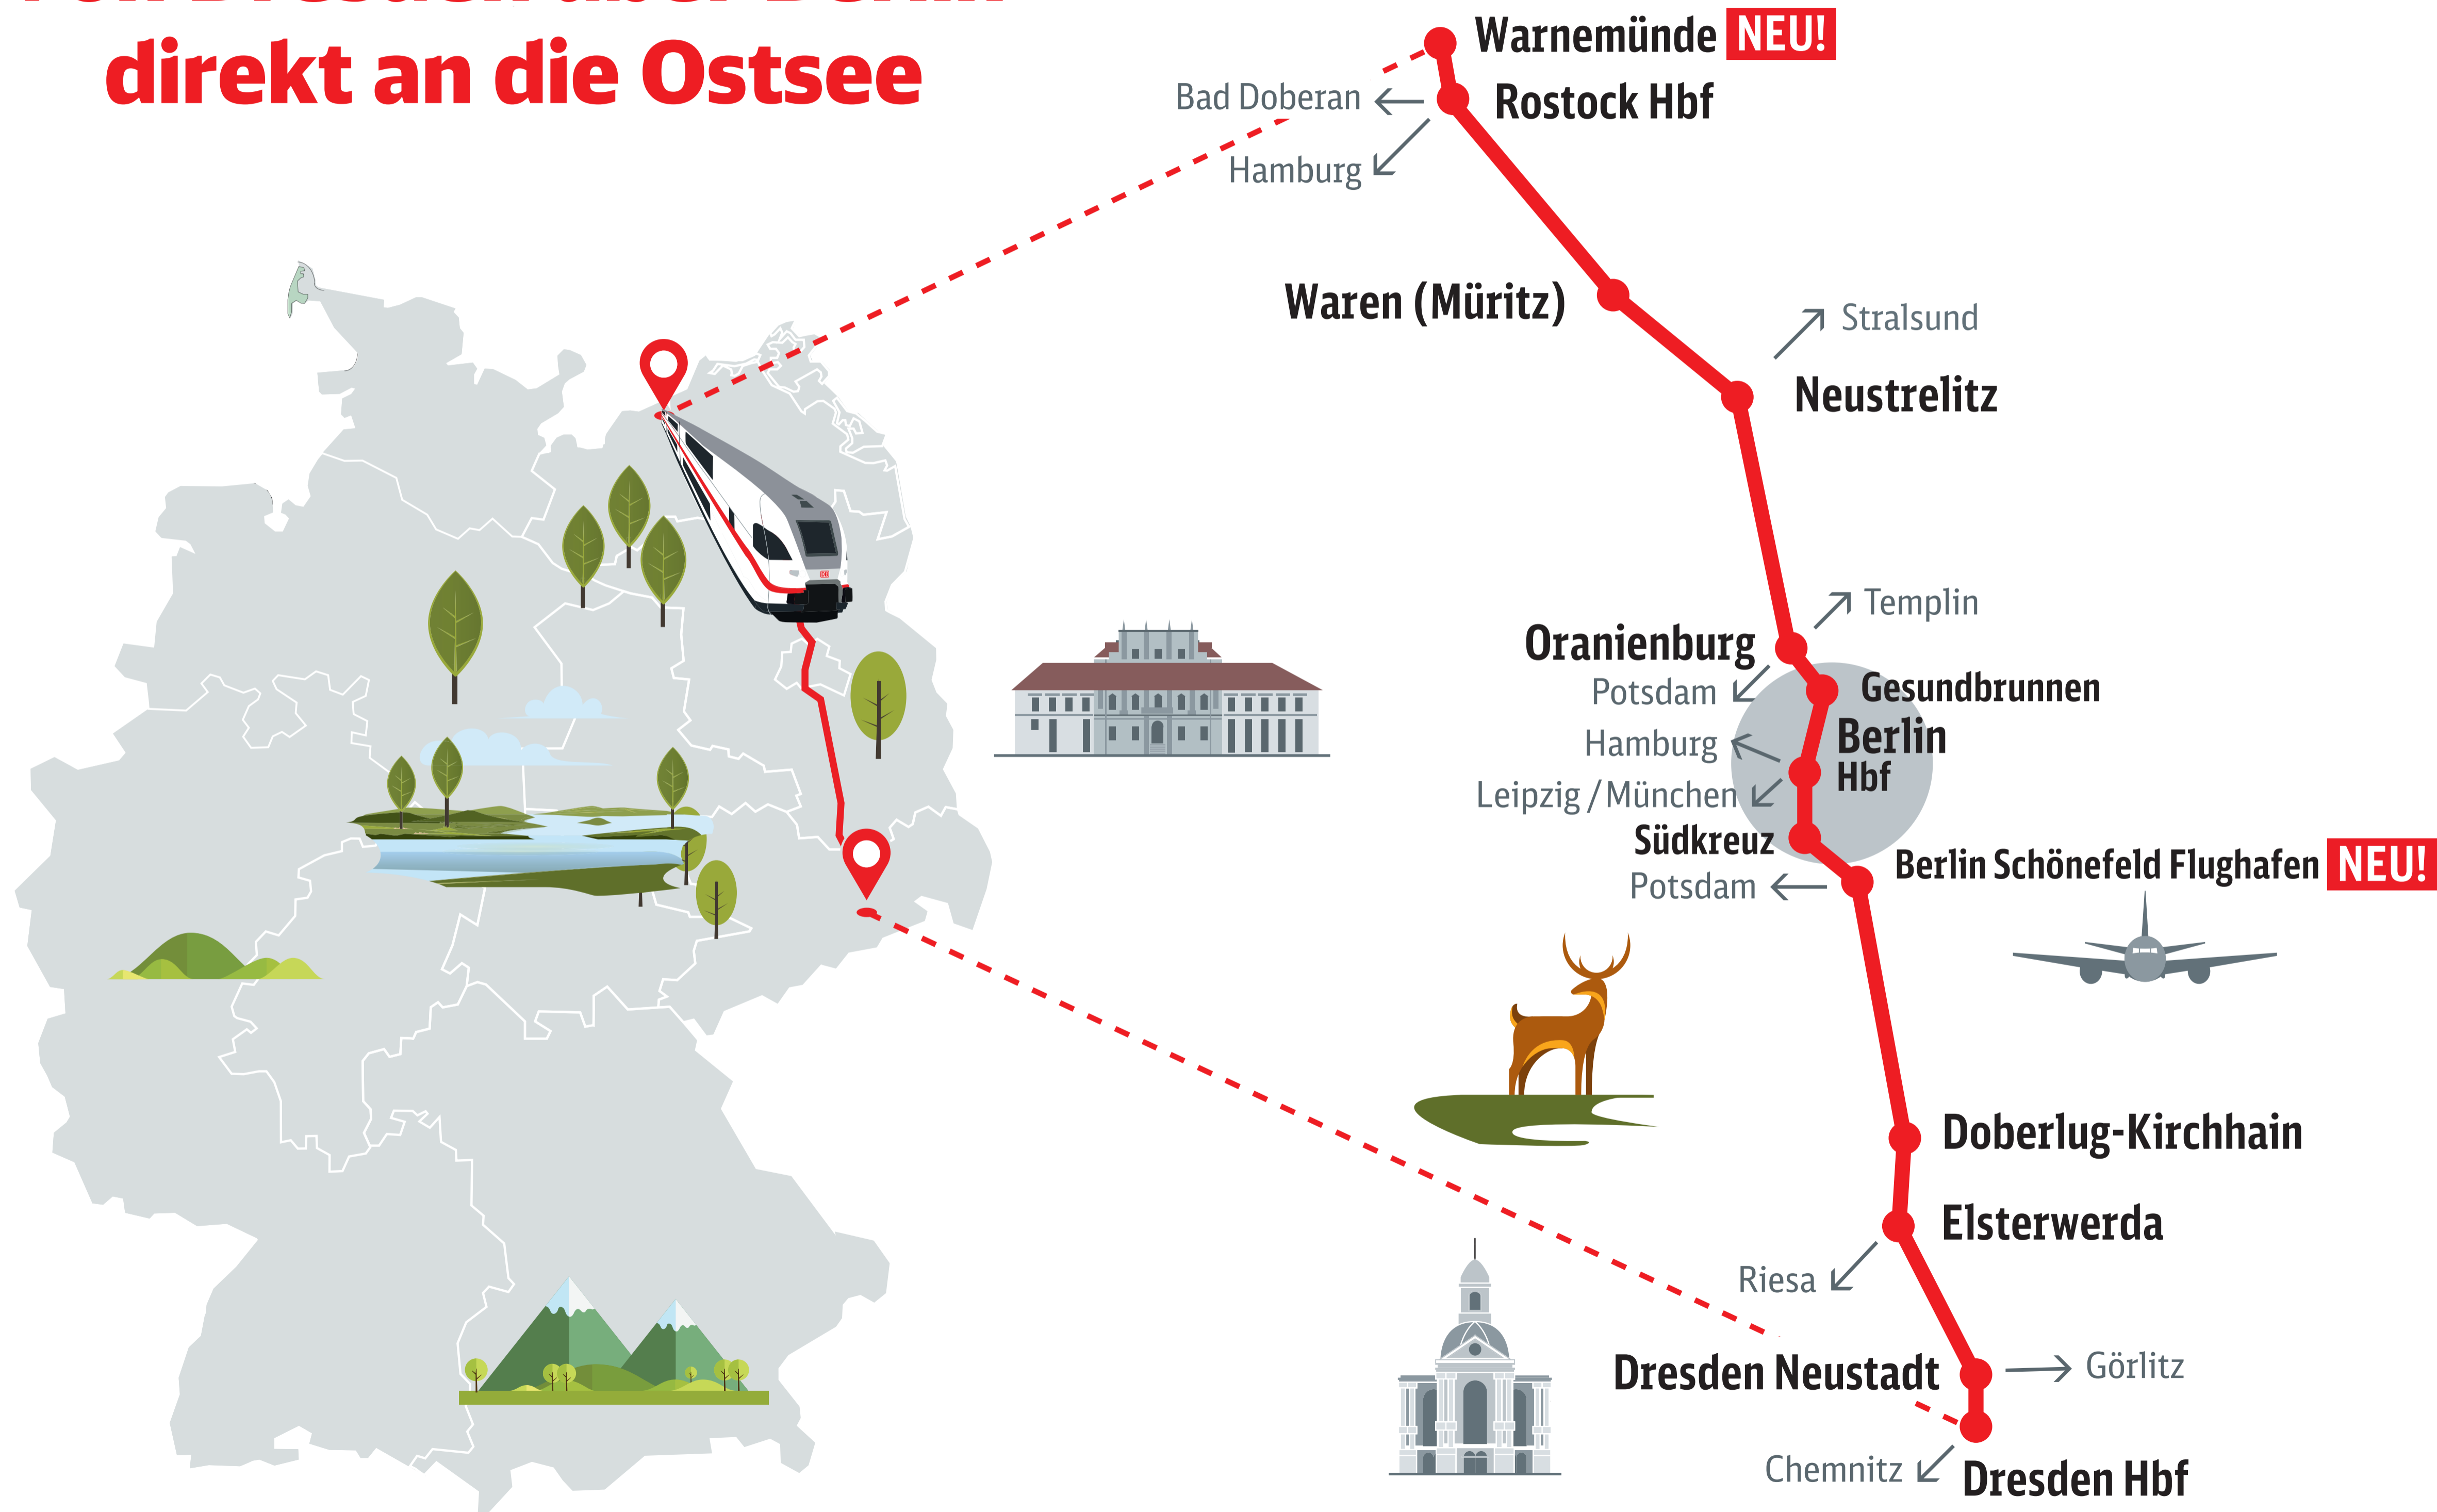 direkt an die Ostsee
Warnemünde NEU!
Bad Doberan
Rostock Hbf
Hamburg
Waren (Müritz)
Stralsund
Neustrelitz
Templin
Oranienburg
Potsdam
Gesundbrunnen
Hamburg
Berlin
Hbf
Leipzig / München
Südkreuz
Berlin Schönefeld Flughafen NEU!
Potsdam
Doberlug-Kirchhain
Elsterwerda
Riesa
Dresden Neustadt
Görlitz
Chemnitz
Dresden Hbf